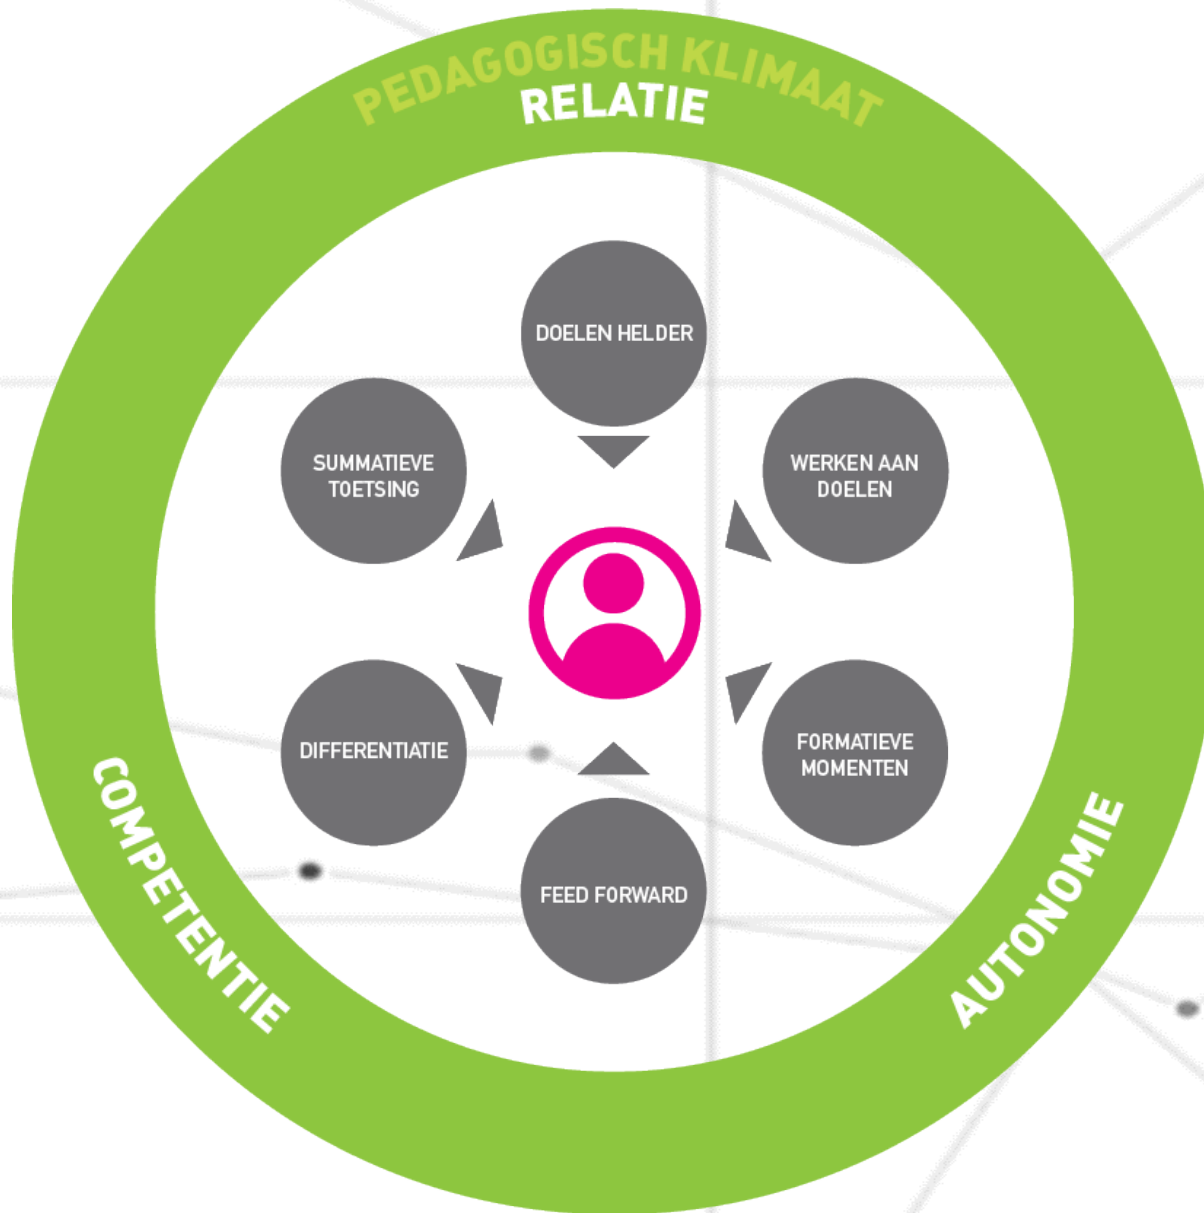 PEDAGOGISCH KLIMAAT
RELATIE
DOELEN HELDER
SUMMATIEVE
TOETSING
WERKEN AAN
DOELEN
DIFFERENTIATIE
FORMATIEVE
MOMENTEN
FEED FORWARD
COMPETENTIE
AUTONOMIE